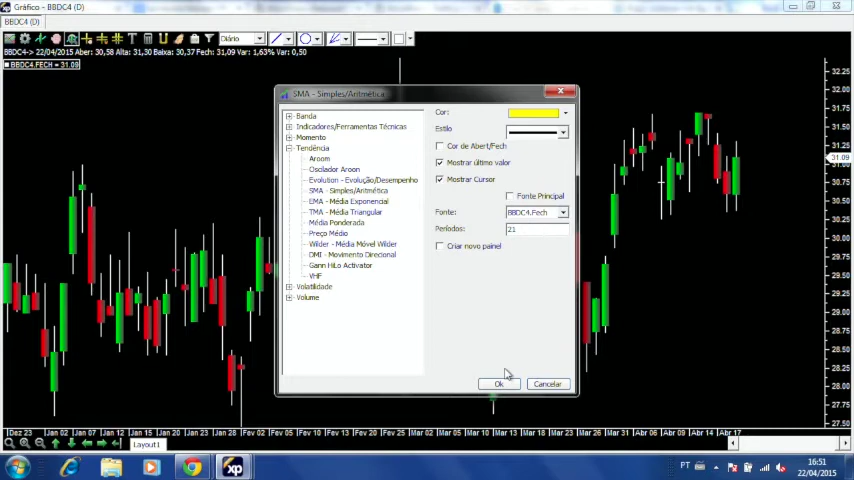 Gráfico - BBDC4 (D)
BBDC4 (D)
Diário
BBDC4-> 22/04/2015 Aber: 30,58 Alta: 31,30 Baix: 30,37 Fech: 31,09 Var: 1,63% Var: 0,50
BBDC4.FECH = 31.09
SMA - Simples/Aritmética
Banda
Indicadores/Ferramentas Técnicas
Momento
Tendência
Aroom
Oscilador Aroon
Evolution - Evolução/Desempenho
SMA - Simples/Aritmética
EMA - Média Exponencial
TMA - Média Triangular
Média Ponderada
Preço Médio
Wilder - Média Móvel Wilder
DMI - Movimento Direcional
Gann HiLo Activator
VHF
Volatilidade
Volume
Cor:
Estilo
Cor de Abert/Fech
Mostrar último valor
Mostrar Cursor
Fonte Principal
Fonte: BBDC4.Fech
Períodos: 21
Criar novo painel
Ok Cancelar
32.25
32.00
31.75
31.50
31.25
31.09
30.75
30.50
30.25
30.00
29.75
29.50
29.25
29.00
28.75
28.50
28.25
28.00
27.75
27.50
Dez 23 Jan 02 Jan 07 Jan 12 Jan 15 Jan 20 Jan 23 Jan 28 Fev 02 Fev 05 Fev 10 Fev 13 Fev 20 Fev 25 Mar 02 Mar 05 Mar 10 Mar 13 Mar 18 Mar 23 Mar 26 Mar 31 Abr 06 Abr 09 Abr 14 Abr 17
Layout1
xp
PT
16:51
22/04/2015